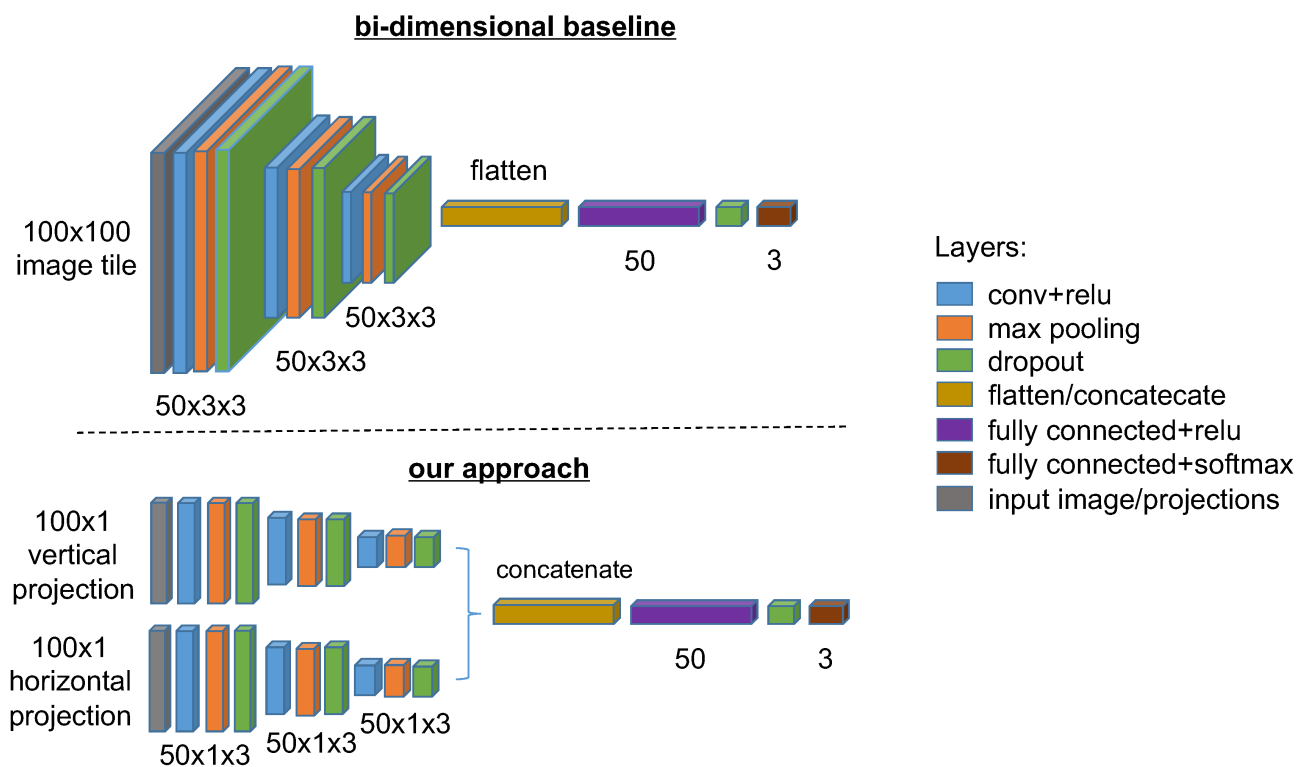 bi-dimensional baseline
100x100
image tile
flatten
50
3
50x3x3
50x3x3
50x3x3
Layers:
conv+relu
max pooling
dropout
flatten/concatecate
fully connected+relu
fully connected+softmax
input image/projections
our approach
100x1
vertical
projection
concatenate
100x1
horizontal
projection
50
3
50x1x3
50x1x3
50x1x3